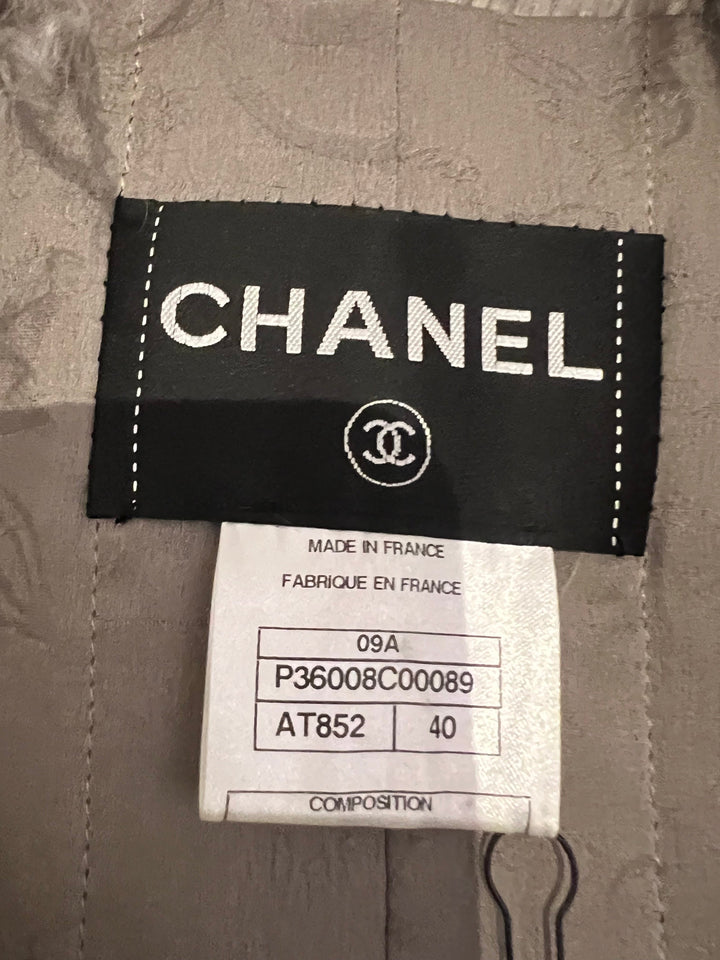 CHANEL
MADE IN FRANCE
FABRIQUE EN FRANCE
09A
P36008C00089
AT852 40
COMPOSITION